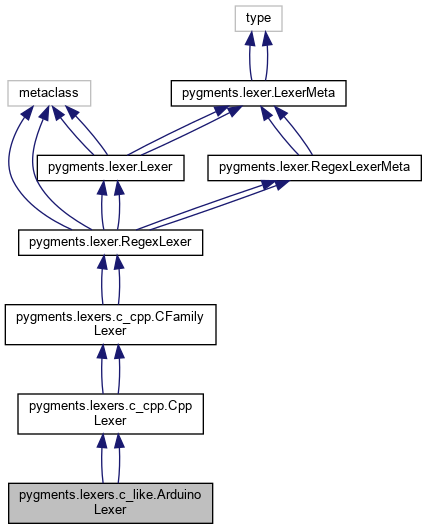 type
metaclass
pygments.lexer.LexerMeta
pygments.lexer.Lexer
pygments.lexer.RegexLexerMeta
pygments.lexer.RegexLexer
pygments.lexers.c_cpp.CFamily
Lexer
pygments.lexers.c_cpp.Cpp
Lexer
pygments.lexers.c_like.Arduino
Lexer